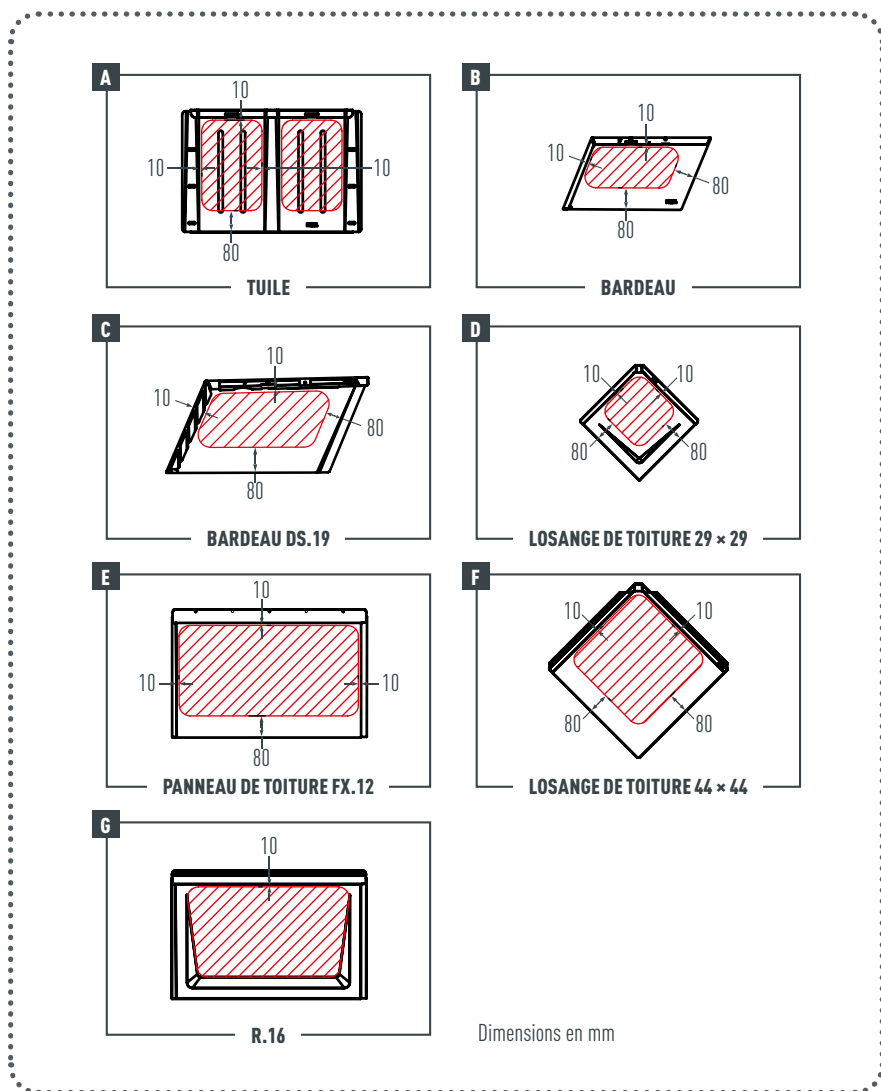 A
10
10
10
80
TUILE
B
10
10
80
80
BARDEAU
C
10
10
80
80
BARDEAU DS.19
D
10
10
80
80
LOSANGE DE TOITURE 29 × 29
E
10
10
10
80
PANNEAU DE TOITURE FX.12
F
10
10
80
80
LOSANGE DE TOITURE 44 × 44
G
10
R.16
Dimensions en mm